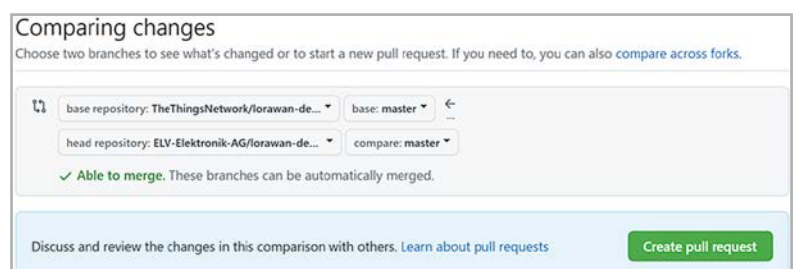 Comparing changes
Choose two branches to see what's changed or to start a new pull request. If you need to, you can also compare across forks.
base repository: TheThingsNetwork/lorawan-de... base: master
head repository: ELV-Elektronik-AG/lorawan-de... compare: master
Able to merge. These branches can be automatically merged.
Discuss and review the changes in this comparison with others. Learn about pull requests Create pull request